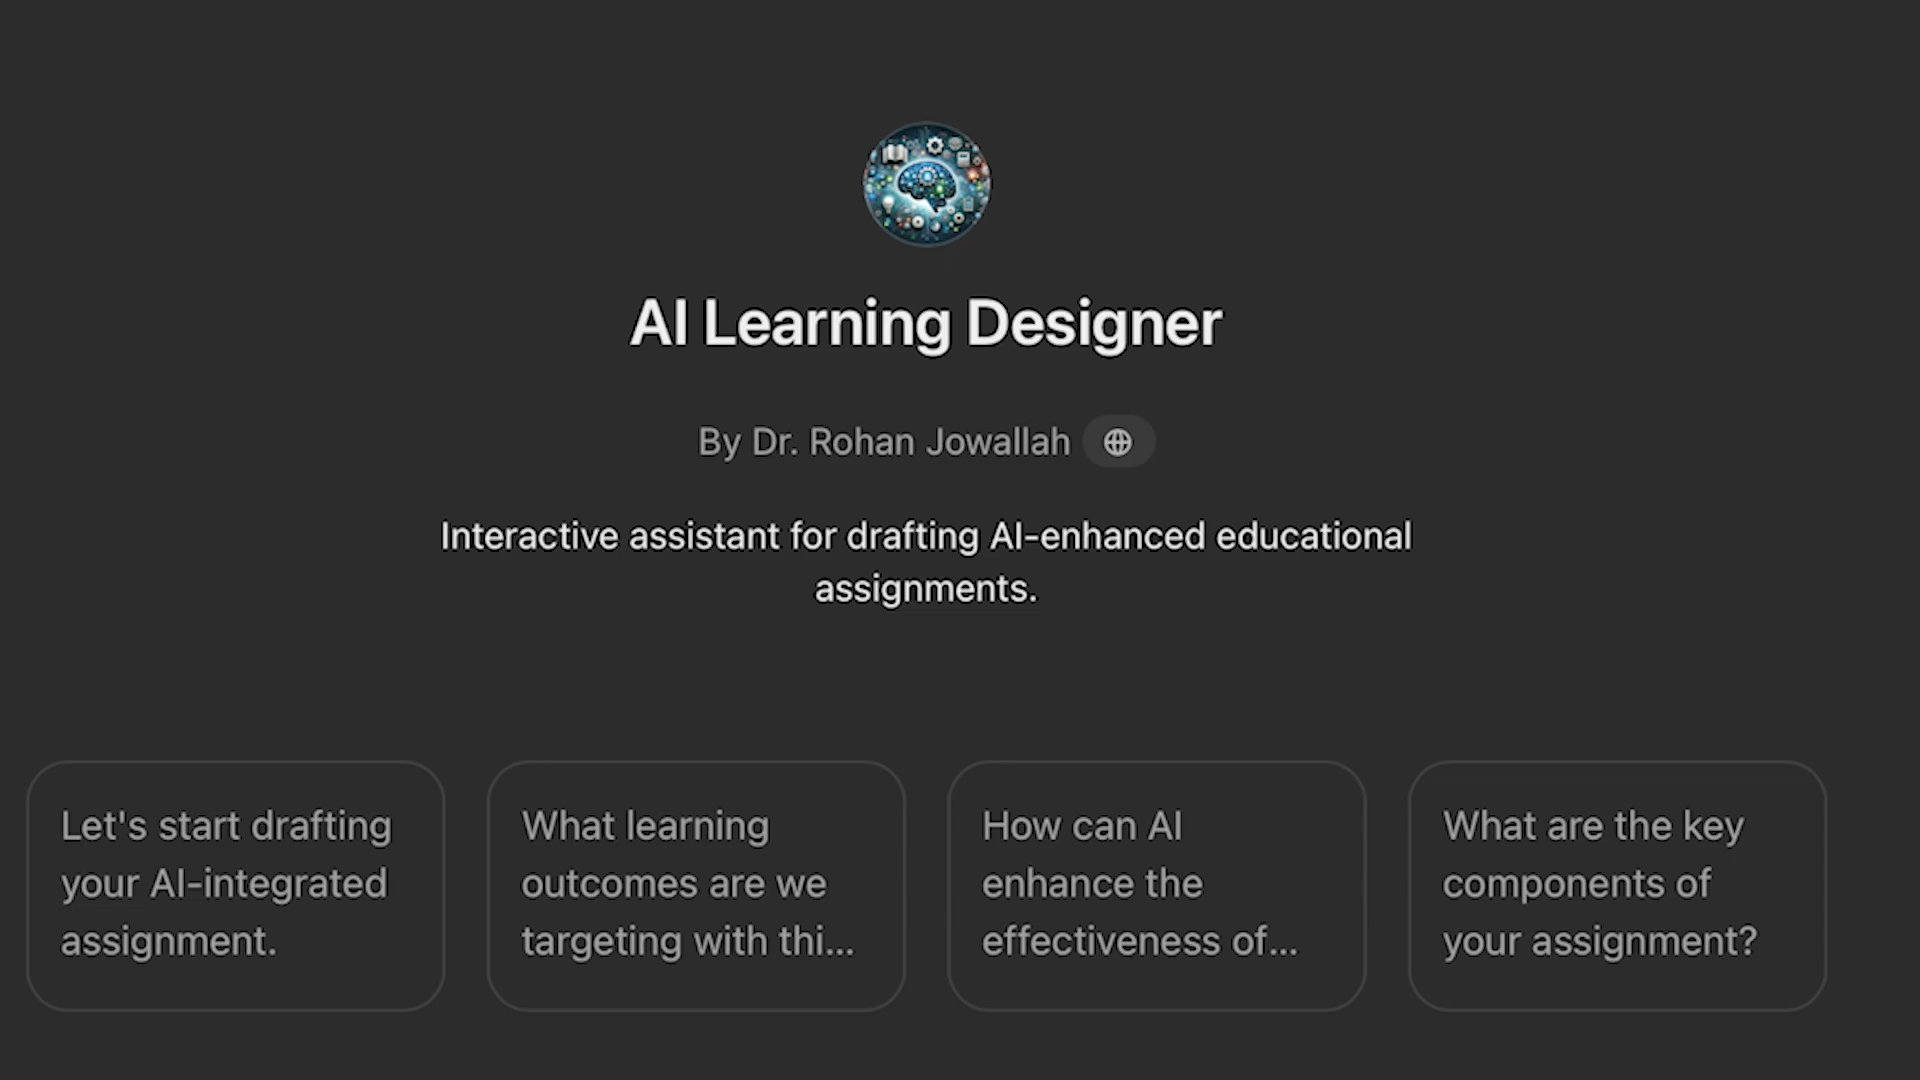 AI Learning Designer
By Dr. Rohan Jowallah
Interactive assistant for drafting AI-enhanced educational
assignments.
Let's start drafting
your AI-integrated
assignment.
What learning
outcomes are we
targeting with thi...
How can AI
enhance the
effectiveness of...
What are the key
components of
your assignment?